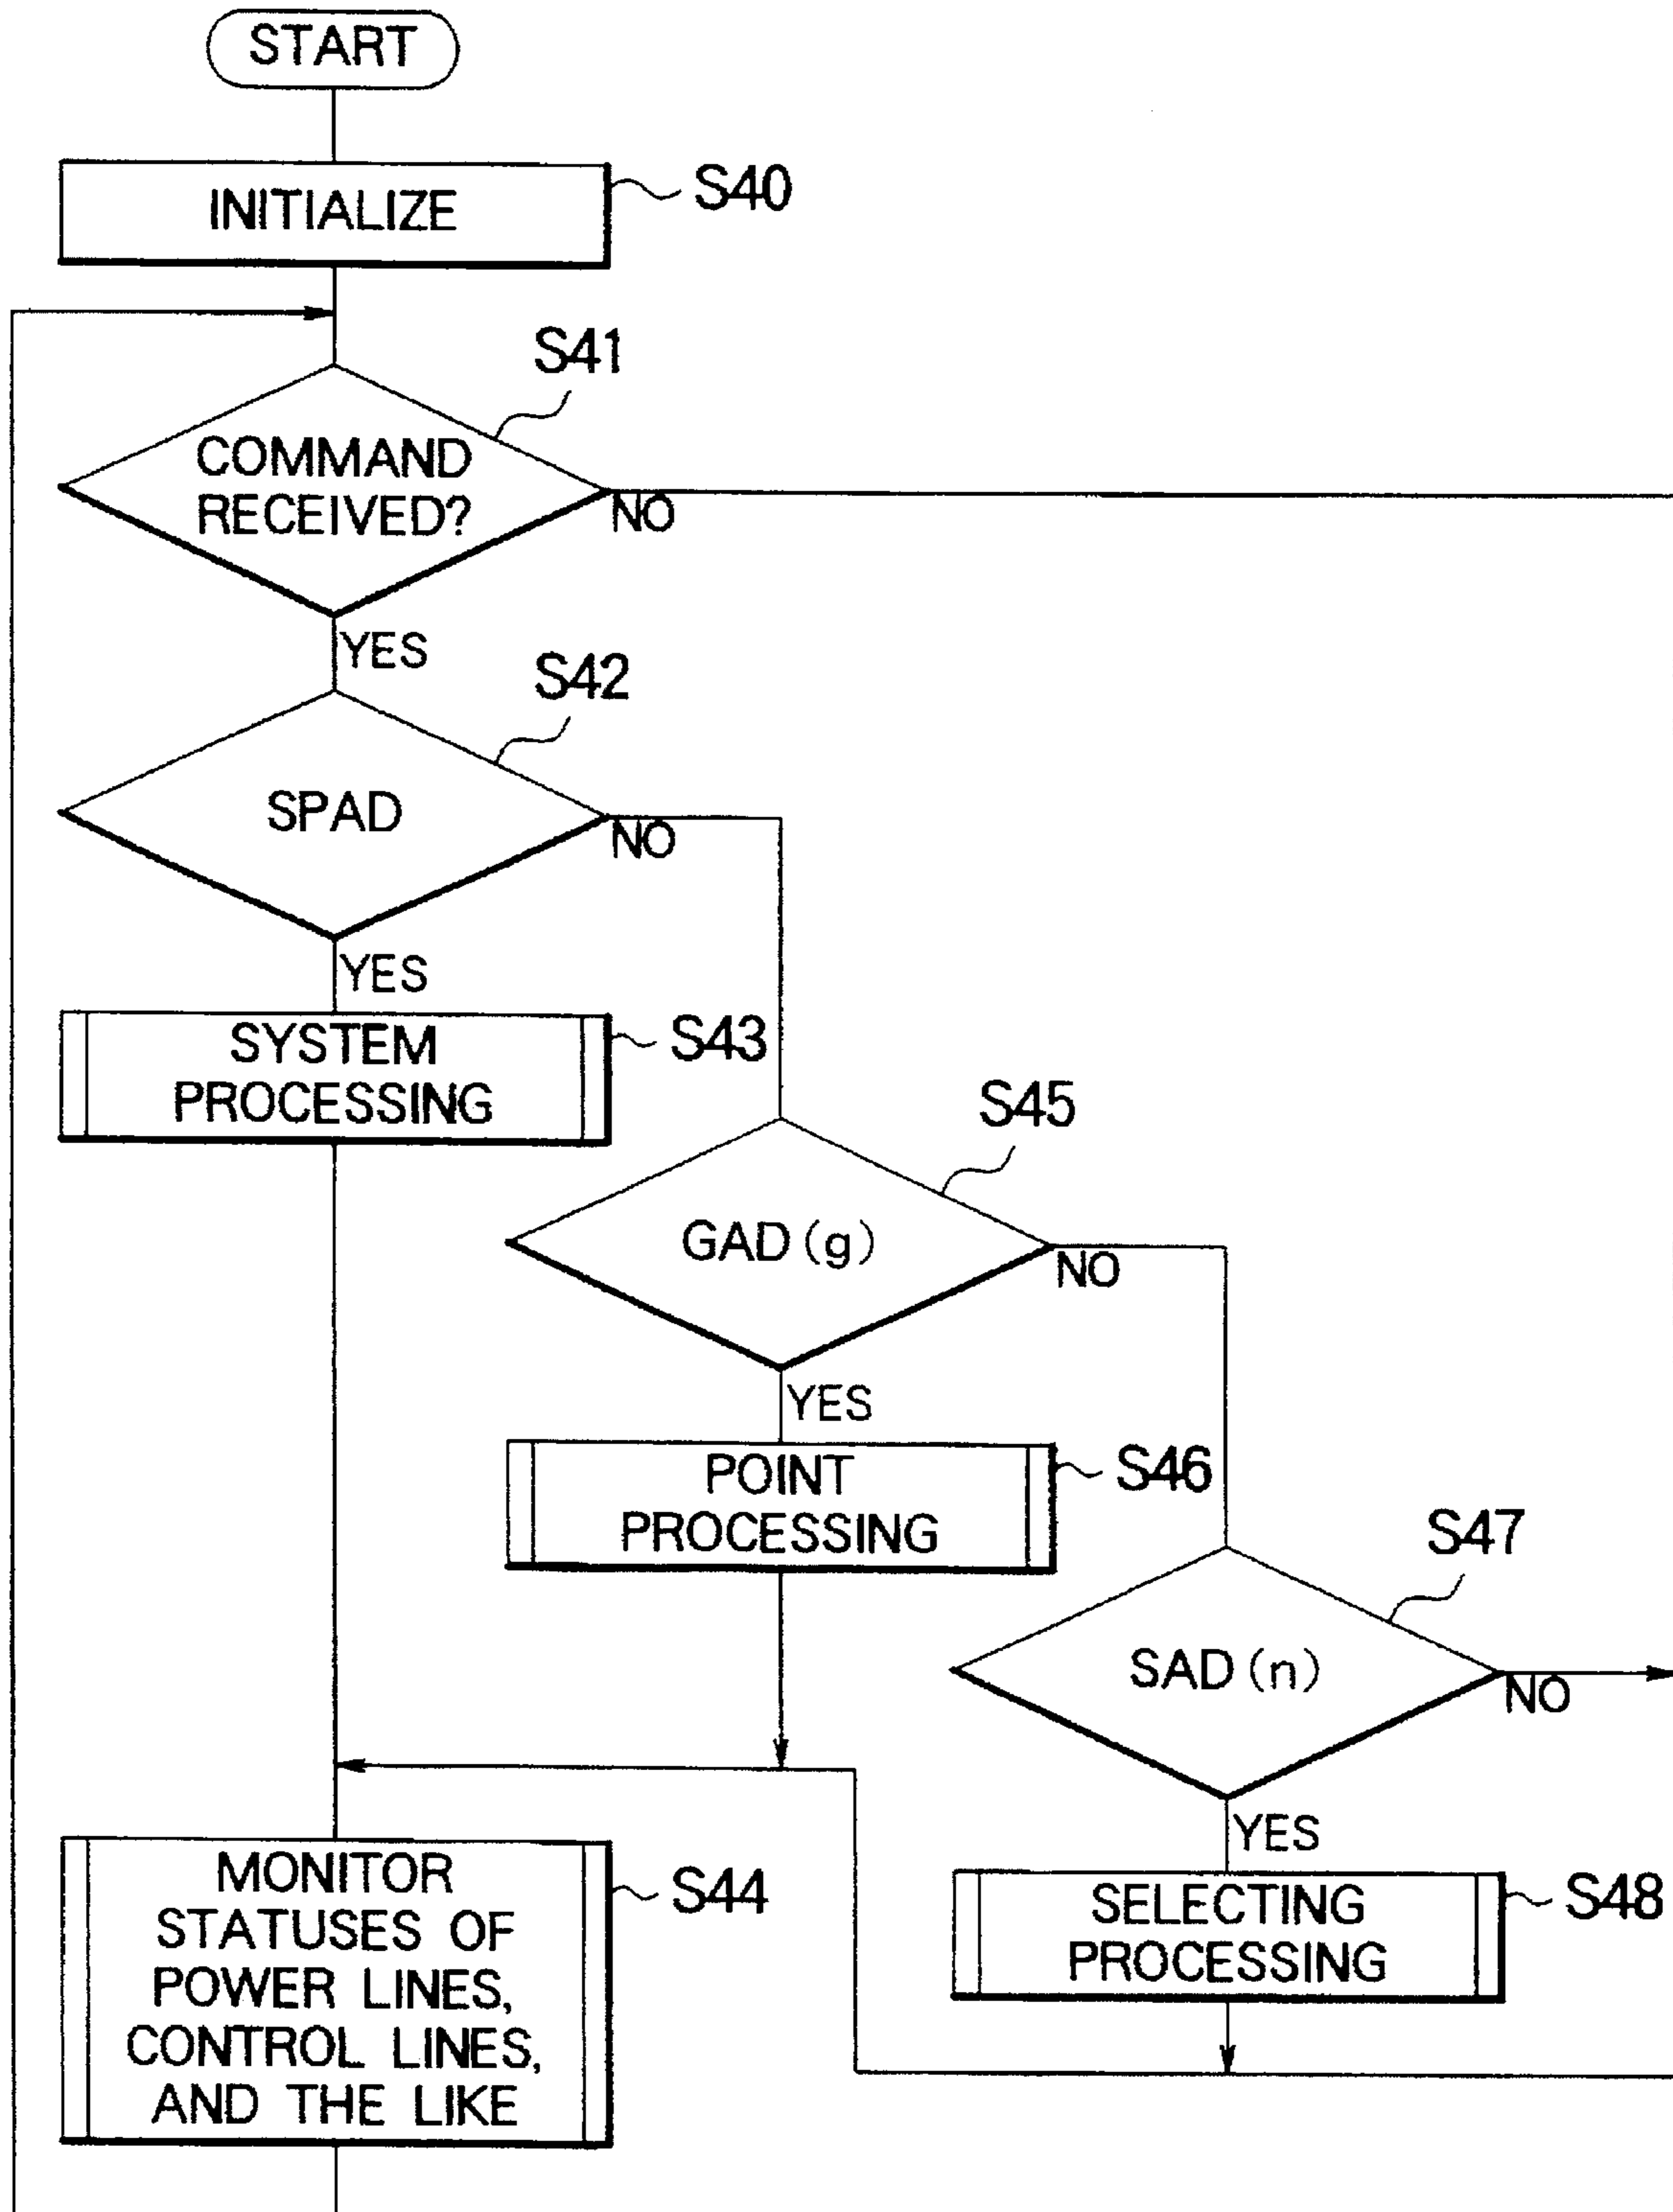 START
INITIALIZE
S40
S41
COMMAND
RECEIVED?
NO
YES
S42
SPAD
NO
YES
SYSTEM
PROCESSING
S43
S45
GAD(g)
NO
YES
POINT
PROCESSING
S46
S47
SAD(n)
NO
YES
SELECTING
PROCESSING
S48
MONITOR
STATUSES OF
POWER LINES,
CONTROL LINES,
AND THE LIKE
S44